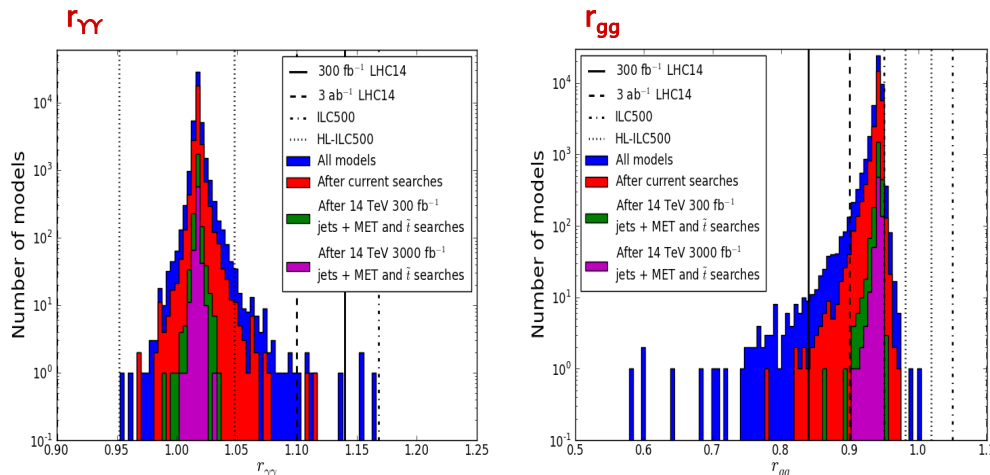 rγγ
rgg
Number of models
10⁴
10³
10²
10¹
10⁰
10⁻¹
0.90
0.95
1.00
1.05
1.10
1.15
1.20
1.25
rγγ
300 fb⁻¹ LHC14
3 ab⁻¹ LHC14
ILC500
HL-ILC500
All models
After current searches
After 14 TeV 300 fb⁻¹
jets + MET and t̃ searches
After 14 TeV 3000 fb⁻¹
jets + MET and t̃ searches
Number of models
10⁴
10³
10²
10¹
10⁰
10⁻¹
0.5
0.6
0.7
0.8
0.9
1.0
1.1
rgg
300 fb⁻¹ LHC14
3 ab⁻¹ LHC14
ILC500
HL-ILC500
All models
After current searches
After 14 TeV 300 fb⁻¹
jets + MET and t̃ searches
After 14 TeV 3000 fb⁻¹
jets + MET and t̃ searches